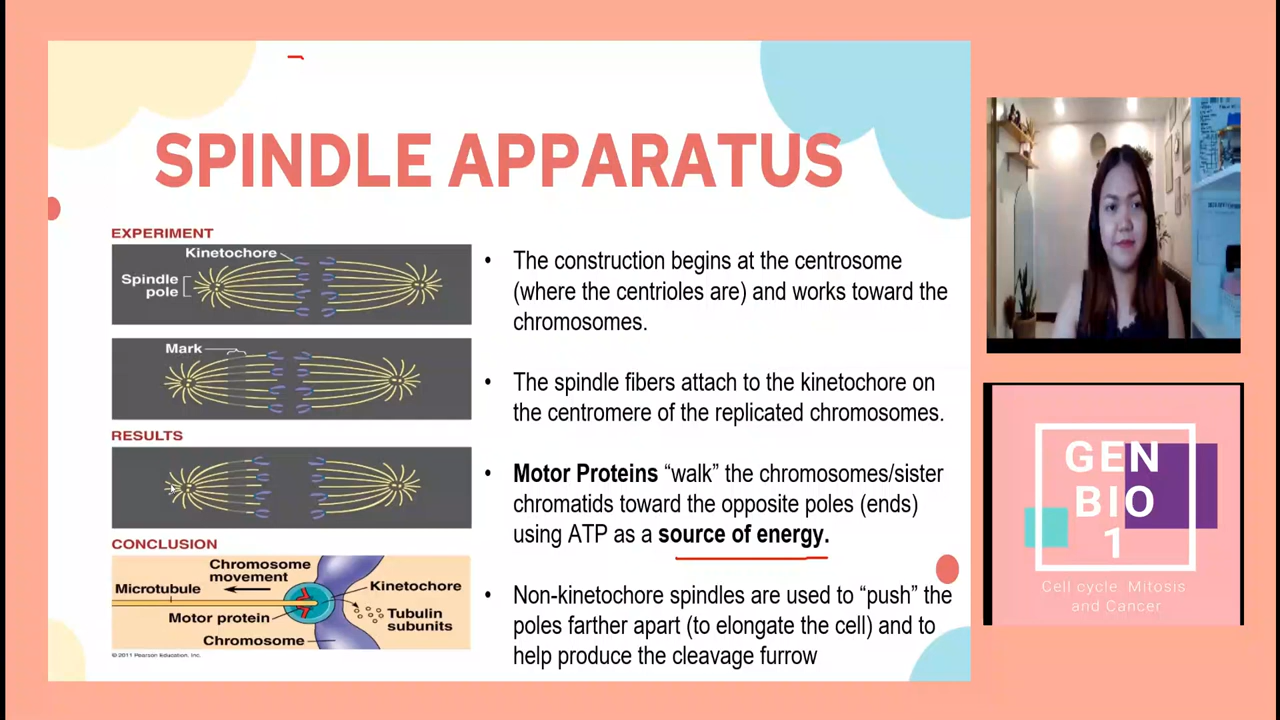 SPINDLE APPARATUS
EXPERIMENT
Kinetochore
Spindle
pole
Mark
RESULTS
CONCLUSION
Chromosome
movement
Kinetochore
Microtubule
Motor protein
Tubulin
subunits
Chromosome
© 2011 Pearson Education, Inc.
• The construction begins at the centrosome
(where the centrioles are) and works toward the
chromosomes.
• The spindle fibers attach to the kinetochore on
the centromere of the replicated chromosomes.
• Motor Proteins “walk” the chromosomes/sister
chromatids toward the opposite poles (ends)
using ATP as a source of energy.
• Non-kinetochore spindles are used to “push” the
poles farther apart (to elongate the cell) and to
help produce the cleavage furrow
GEN
BIO
1
Cell cycle, Mitosis
and Cancer